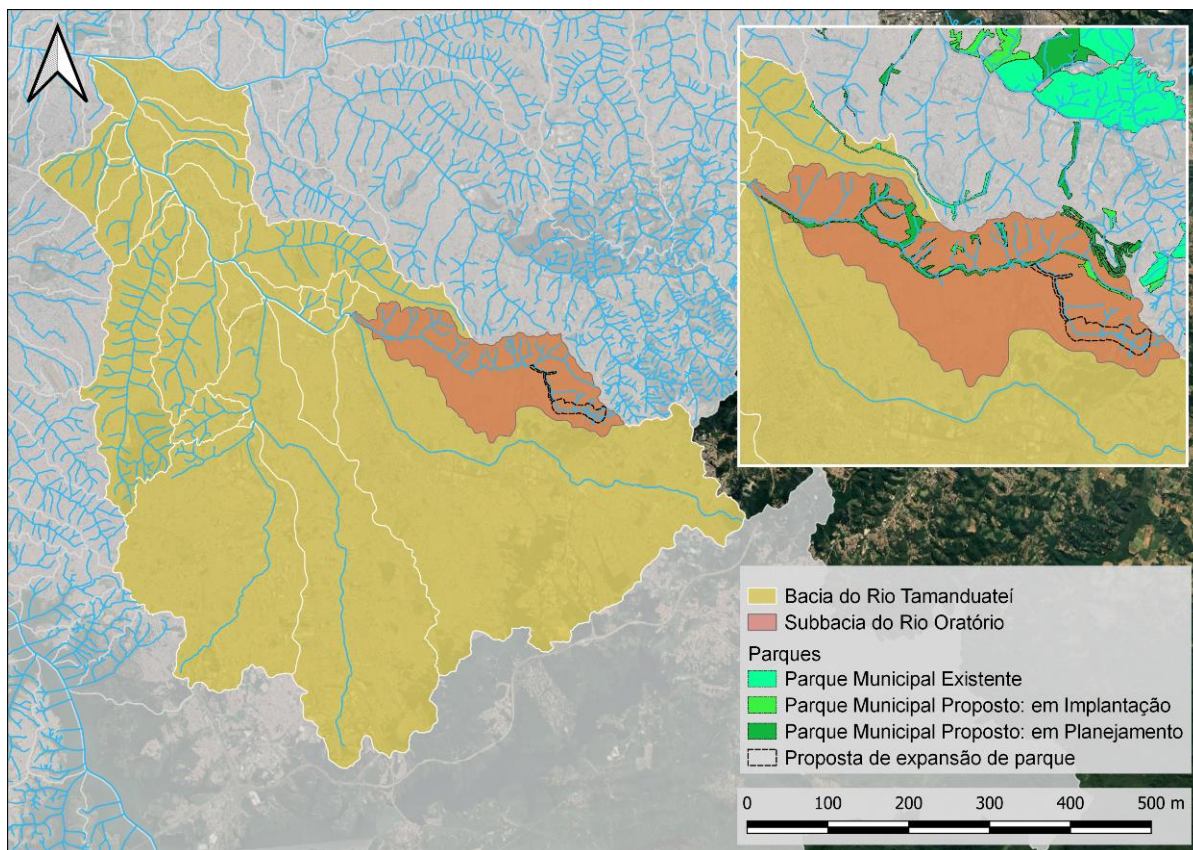 Bacia do Rio Tamanduateí
Subbacia do Rio Oratório
Parques
Parque Municipal Existente
Parque Municipal Proposto: em Implantação
Parque Municipal Proposto: em Planejamento
Proposta de expansão de parque
0 100 200 300 400 500 m